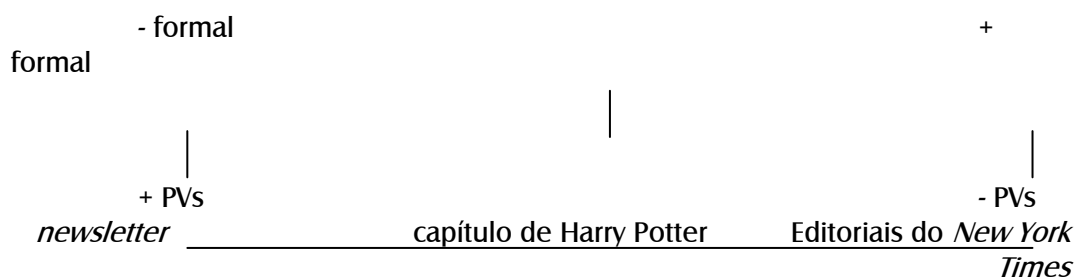 - formal +
formal
+ PVs - PVs
newsletter capítulo de Harry Potter Editoriais do New York
Times